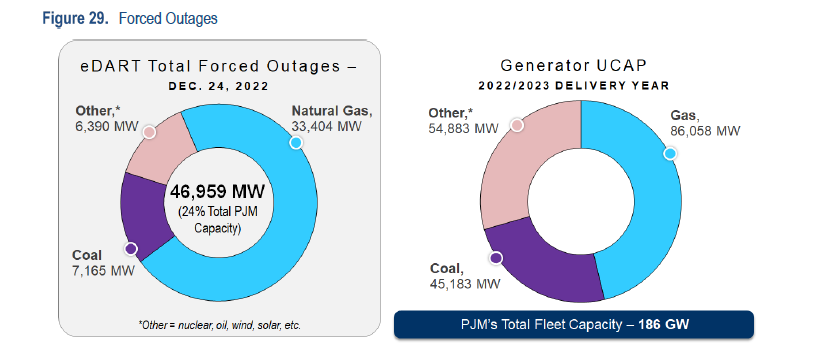 Figure 29. Forced Outages
eDART Total Forced Outages –
DEC. 24, 2022
Other,*
6,390 MW
Natural Gas,
33,404 MW
46,959 MW
(24% Total PJM
Capacity)
Coal
7,165 MW
*Other = nuclear, oil, wind, solar, etc.
Generator UCAP
2022/2023 DELIVERY YEAR
Other,*
54,883 MW
Gas,
86,058 MW
Coal,
45,183 MW
PJM's Total Fleet Capacity – 186 GW